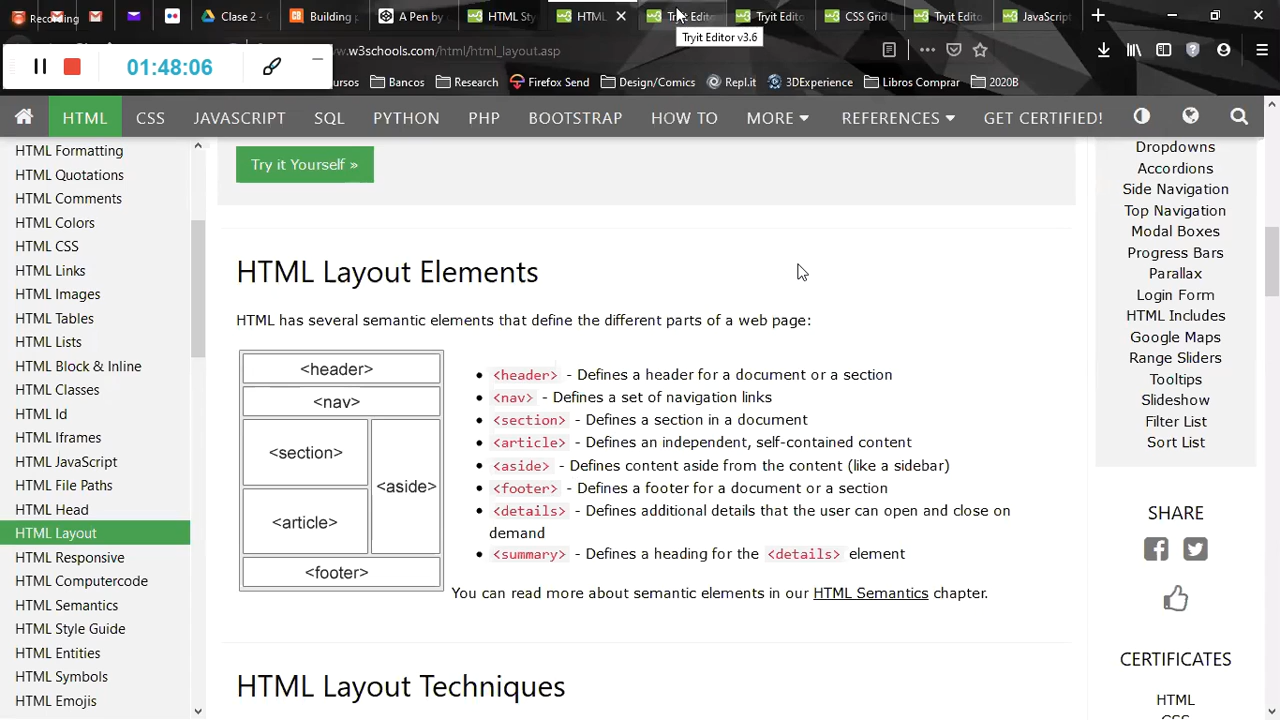 Recording
Clase 2 -
Building p
A Pen by
HTML Sty
HTML
Tryit Edito
Tryit Edito
CSS Grid
Tryit Edito
JavaScript
Tryit Editor v3.6
01:48:06
www.w3schools.com/html/html_layout.asp
Bancos
Research
Firefox Send
Design/Comics
Repl.it
3DExperience
Libros Comprar
2020B
HTML
CSS
JAVASCRIPT
SQL
PYTHON
PHP
BOOTSTRAP
HOW TO
MORE
REFERENCES
GET CERTIFIED!
HTML Formatting
HTML Quotations
HTML Comments
HTML Colors
HTML CSS
HTML Links
HTML Images
HTML Tables
HTML Lists
HTML Block & Inline
HTML Classes
HTML Id
HTML Iframes
HTML JavaScript
HTML File Paths
HTML Head
HTML Layout
HTML Responsive
HTML Computercode
HTML Semantics
HTML Style Guide
HTML Entities
HTML Symbols
HTML Emojis
Try it Yourself »
HTML Layout Elements
HTML has several semantic elements that define the different parts of a web page:
<header>
<nav>
<section>
<aside>
<article>
<footer>
<header> - Defines a header for a document or a section
<nav> - Defines a set of navigation links
<section> - Defines a section in a document
<article> - Defines an independent, self-contained content
<aside> - Defines content aside from the content (like a sidebar)
<footer> - Defines a footer for a document or a section
<details> - Defines additional details that the user can open and close on
demand
<summary> - Defines a heading for the <details> element
You can read more about semantic elements in our HTML Semantics chapter.
HTML Layout Techniques
Dropdowns
Accordions
Side Navigation
Top Navigation
Modal Boxes
Progress Bars
Parallax
Login Form
HTML Includes
Google Maps
Range Sliders
Tooltips
Slideshow
Filter List
Sort List
SHARE
CERTIFICATES
HTML